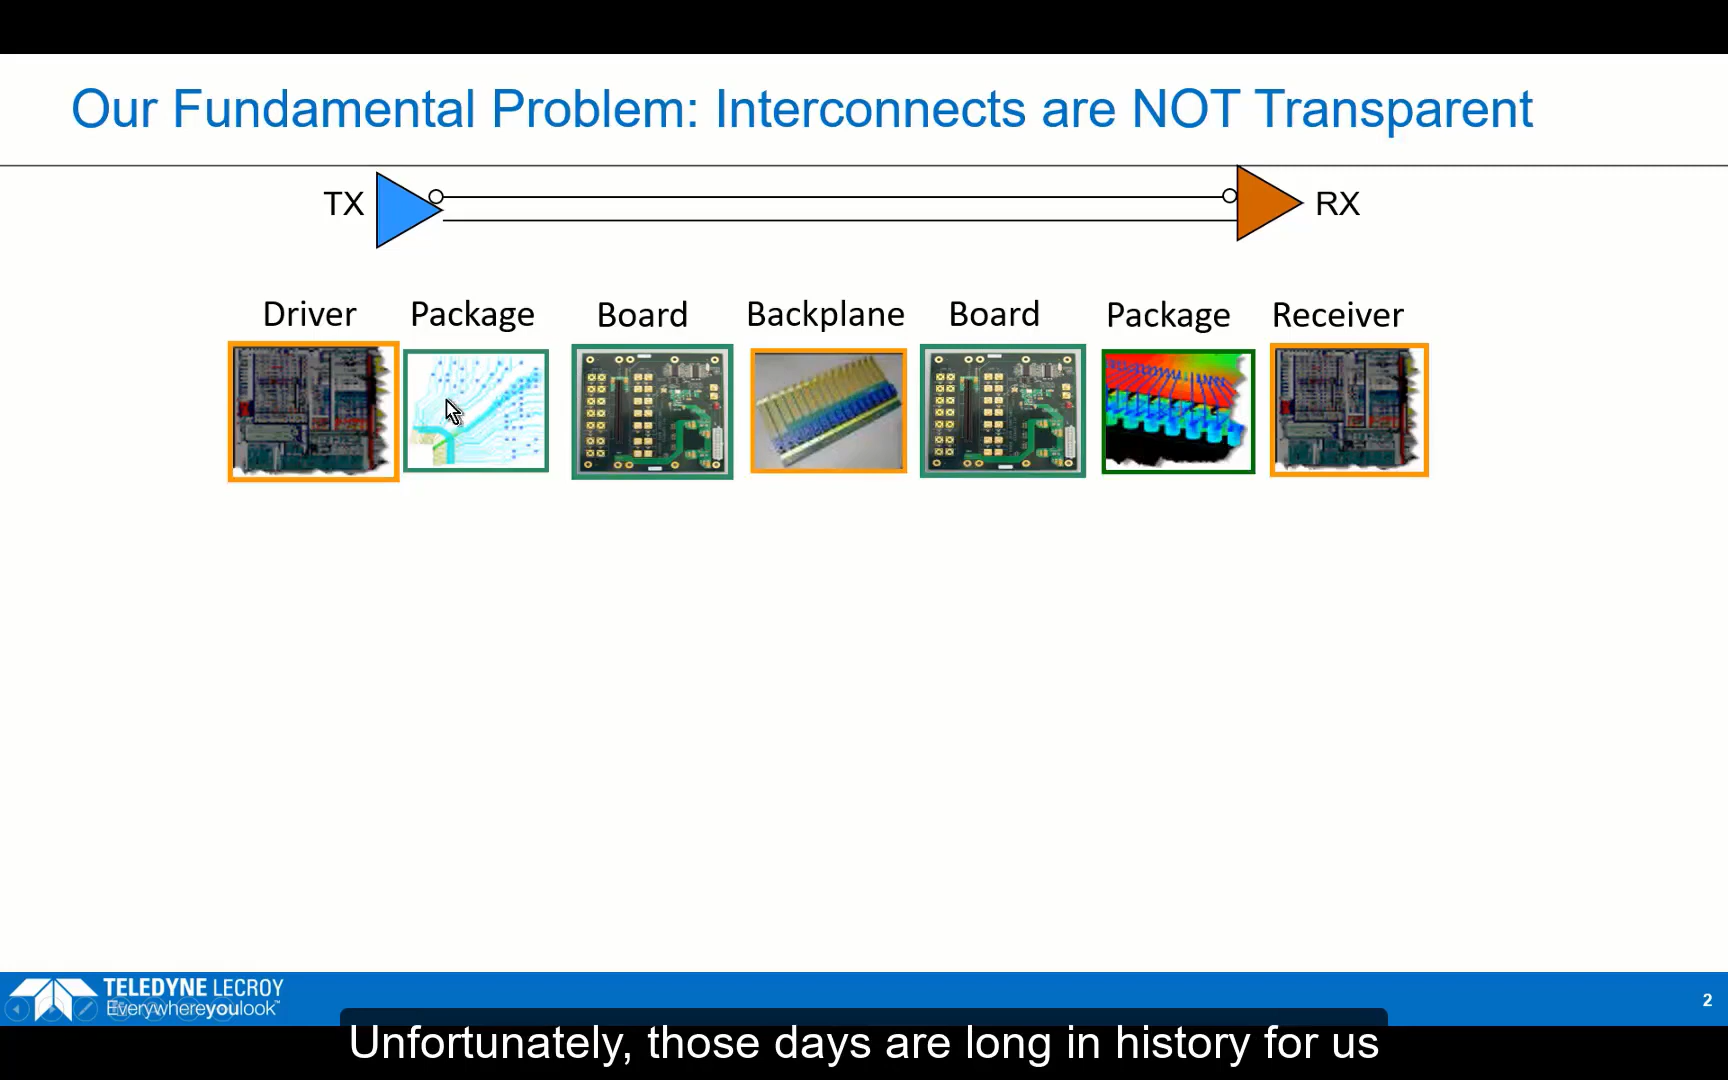 Our Fundamental Problem: Interconnects are NOT Transparent
TX
RX
Driver
Package
Board
Backplane
Board
Package
Receiver
TELEDYNE LECROY
Everywhereyoulook™
2
Unfortunately, those days are long in history for us